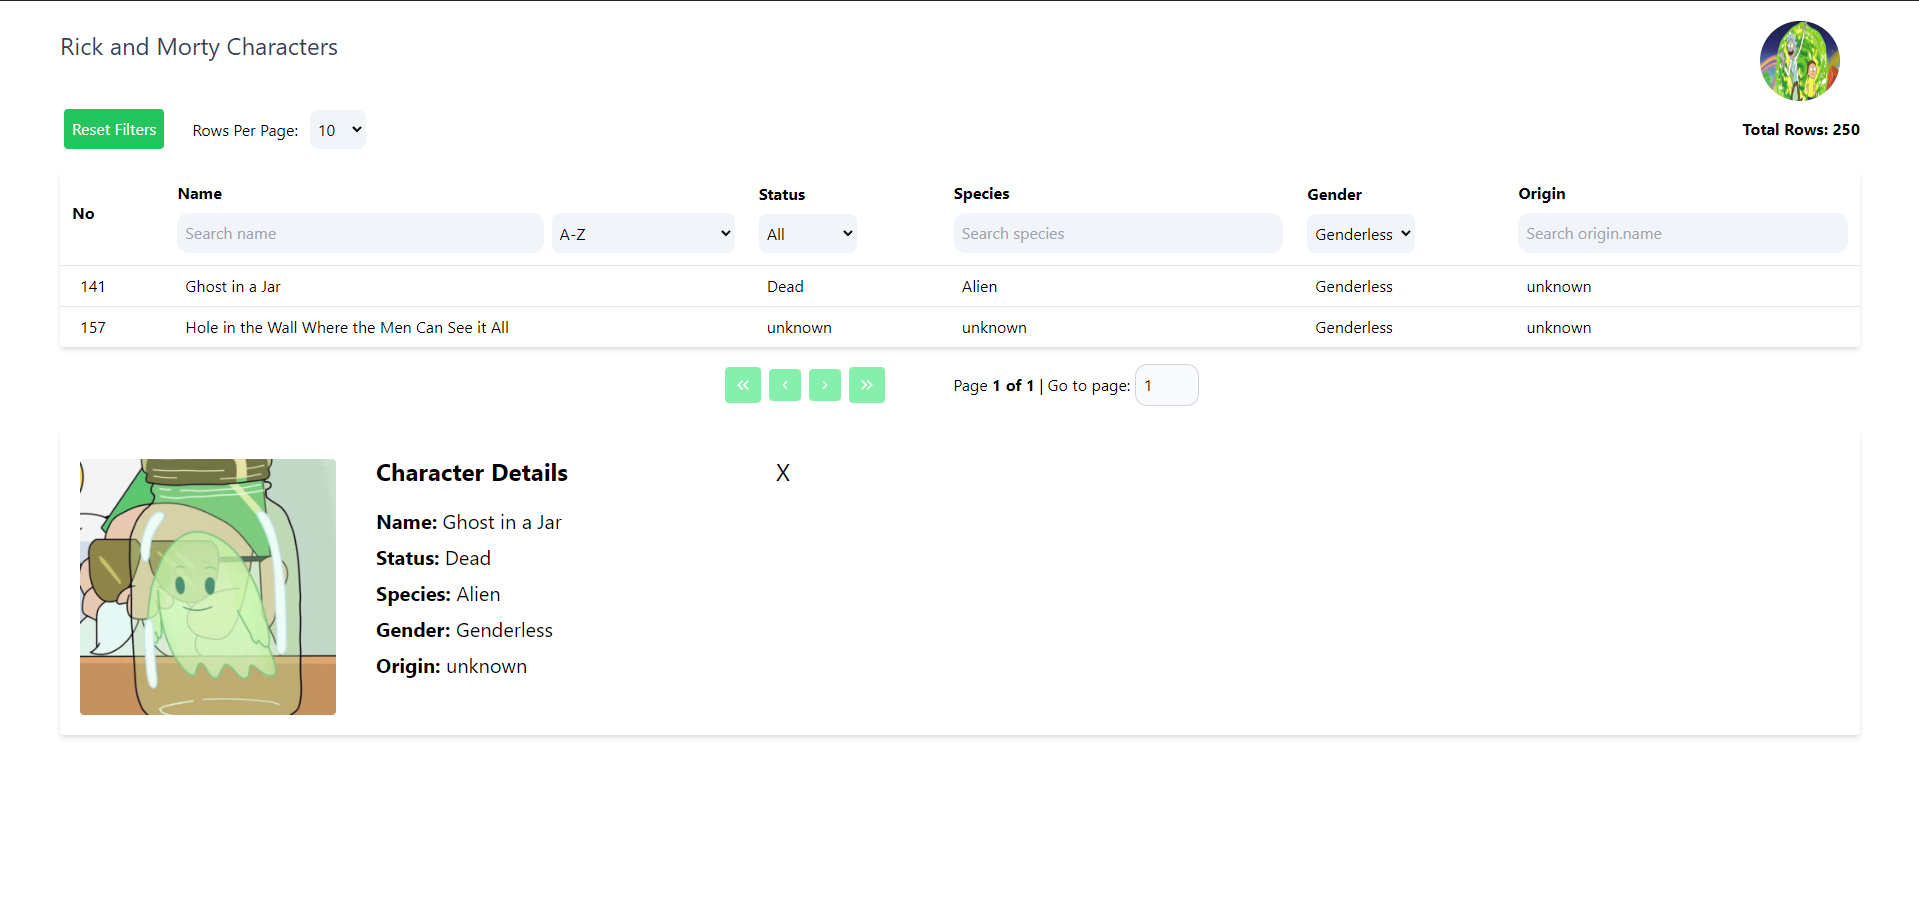 Rick and Morty Characters
Reset Filters Rows Per Page: 10 Total Rows: 250
No Name Status Species Gender Origin
Search name A-Z All Search species Genderless Search origin.name
141 Ghost in a Jar Dead Alien Genderless unknown
157 Hole in the Wall Where the Men Can See it All unknown unknown Genderless unknown
« ‹ › » Page 1 of 1 | Go to page: 1
Character Details X
Name: Ghost in a Jar
Status: Dead
Species: Alien
Gender: Genderless
Origin: unknown